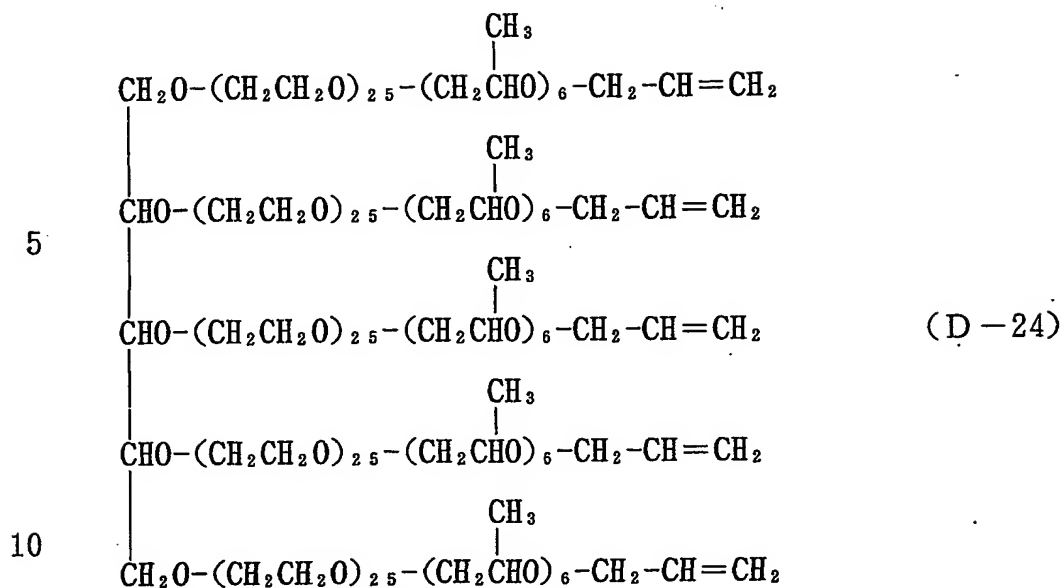 CH₃
CH₂O-(CH₂CH₂O)₂₅-(CH₂CHO)₆-CH₂-CH=CH₂
CH₃
CHO-(CH₂CH₂O)₂₅-(CH₂CHO)₆-CH₂-CH=CH₂
5
CH₃
CHO-(CH₂CH₂O)₂₅-(CH₂CHO)₆-CH₂-CH=CH₂ (D-24)
CH₃
CHO-(CH₂CH₂O)₂₅-(CH₂CHO)₆-CH₂-CH=CH₂
CH₃
10
CH₂O-(CH₂CH₂O)₂₅-(CH₂CHO)₆-CH₂-CH=CH₂